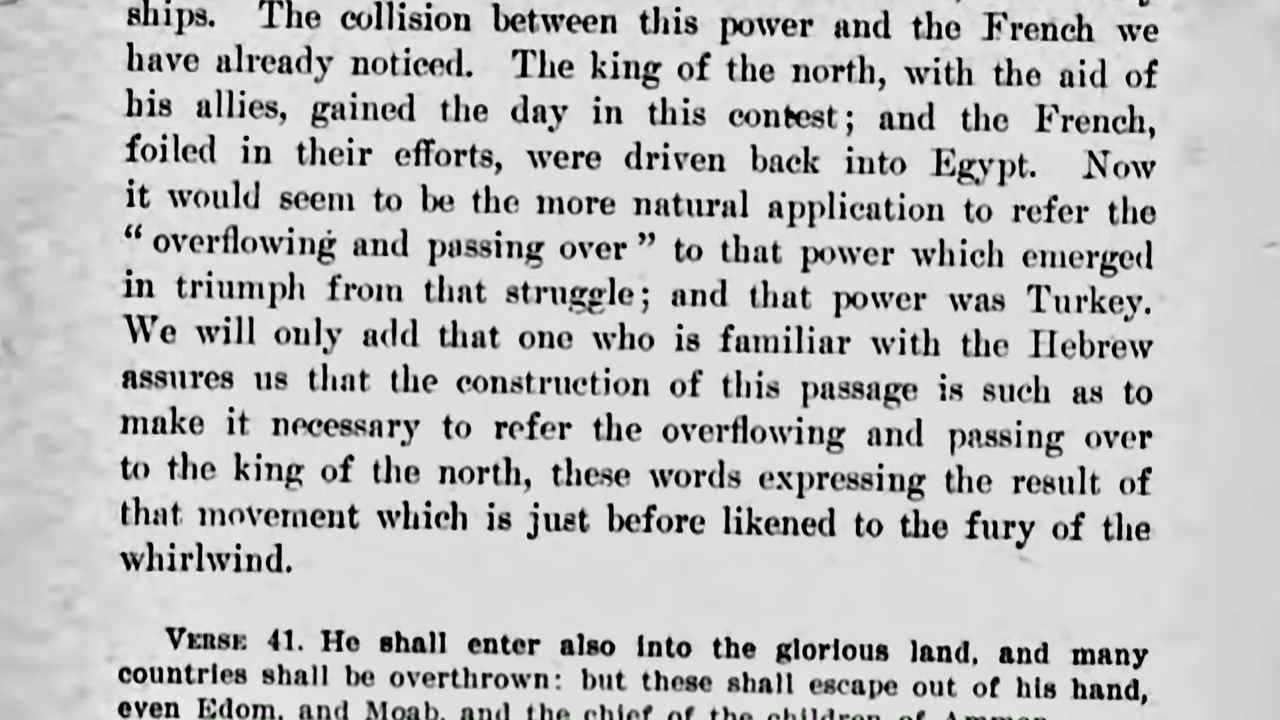 ships. The collision between this power and the French we
have already noticed. The king of the north, with the aid of
his allies, gained the day in this contest; and the French,
foiled in their efforts, were driven back into Egypt. Now
it would seem to be the more natural application to refer the
“ overflowing and passing over ” to that power which emerged
in triumph from that struggle; and that power was Turkey.
We will only add that one who is familiar with the Hebrew
assures us that the construction of this passage is such as to
make it necessary to refer the overflowing and passing over
to the king of the north, these words expressing the result of
that movement which is just before likened to the fury of the
whirlwind.
VERSE 41. He shall enter also into the glorious land, and many
countries shall be overthrown: but these shall escape out of his hand,
even Edom, and Moab, and the chief of the children of Ammon.